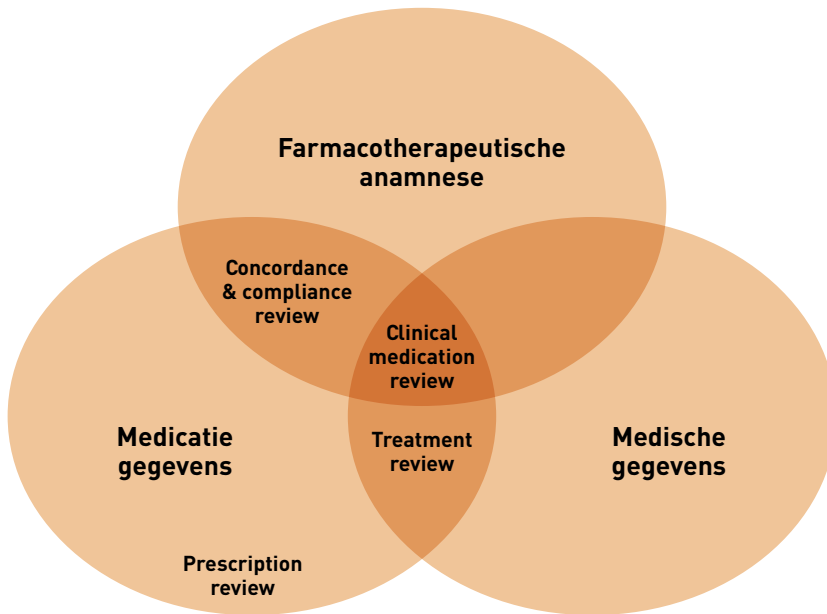 Farmacotherapeutische
anamnese
Concordance
& compliance
review
Clinical
medication
review
Medicatie
gegevens
Treatment
review
Medische
gegevens
Prescription
review